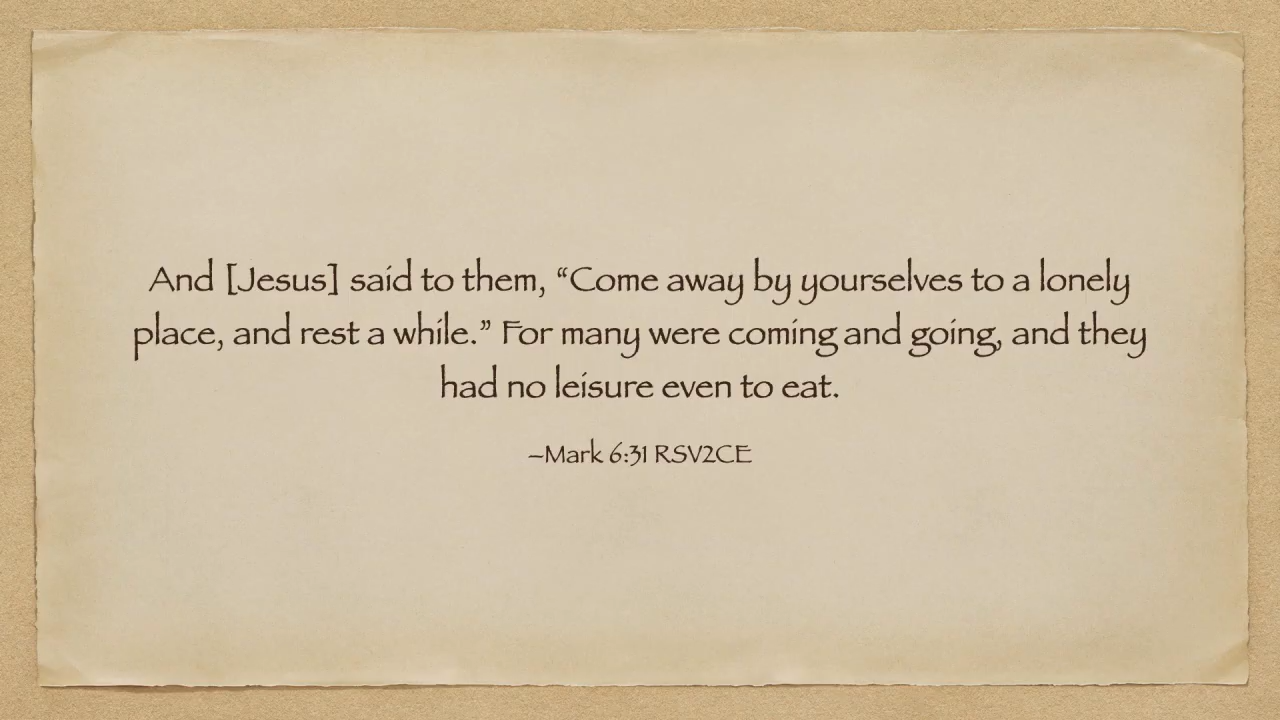 And [Jesus] said to them, “Come away by yourselves to a lonely
place, and rest a while.” For many were coming and going, and they
had no leisure even to eat.
–Mark 6:31 RSV2CE